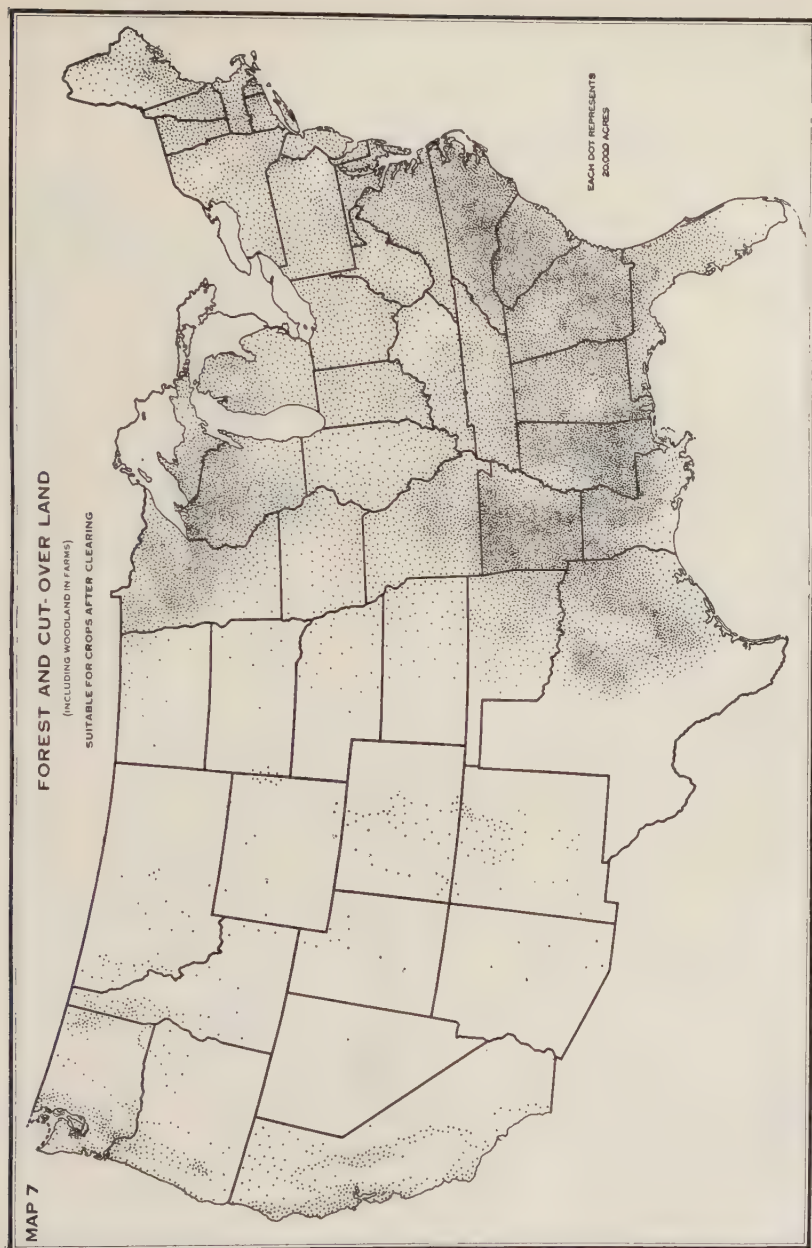 MAP 7
FOREST AND CUT-OVER LAND
(INCLUDING WOODLAND IN FARMS)
SUITABLE FOR CROPS AFTER CLEARING
EACH DOT REPRESENTS
20,000 ACRES